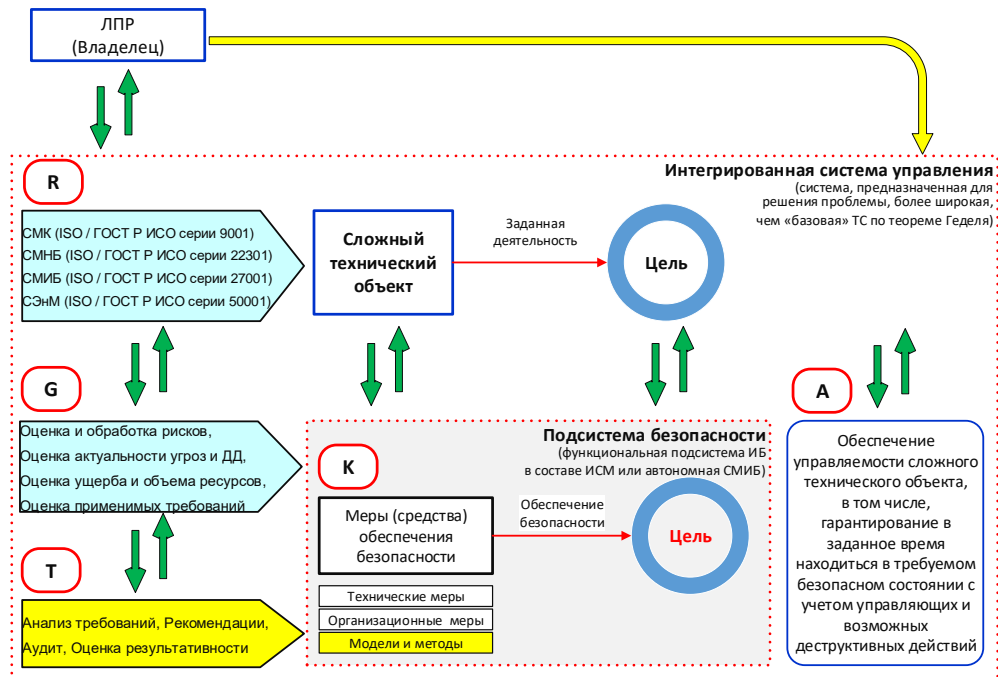 ЛПР
(Владелец)
R
Интегрированная система управления
(система, предназначенная для
решения проблемы, более широкая,
чем «базовая» ТС по теореме Геделя)
СМК (ISO / ГОСТ Р ИСО серии 9001)
СМНБ (ISO / ГОСТ Р ИСО серии 22301)
СМИБ (ISO / ГОСТ Р ИСО серии 27001)
СЭнМ (ISO / ГОСТ Р ИСО серии 50001)
Сложный
технический
объект
Заданная
деятельность
Цель
G
Оценка и обработка рисков,
Оценка актуальности угроз и ДД,
Оценка ущерба и объема ресурсов,
Оценка применимых требований
K
Подсистема безопасности
(функциональная подсистема ИБ
в составе ИСМ или автономная СМИБ)
Меры (средства)
обеспечения
безопасности
Обеспечение
безопасности
Цель
Технические меры
Организационные меры
Модели и методы
A
Обеспечение
управляемости сложного
технического объекта,
в том числе,
гарантирование в
заданное время
находиться в требуемом
безопасном состоянии с
учетом управляющих и
возможных
деструктивных действий
T
Анализ требований, Рекомендации,
Аудит, Оценка результативности